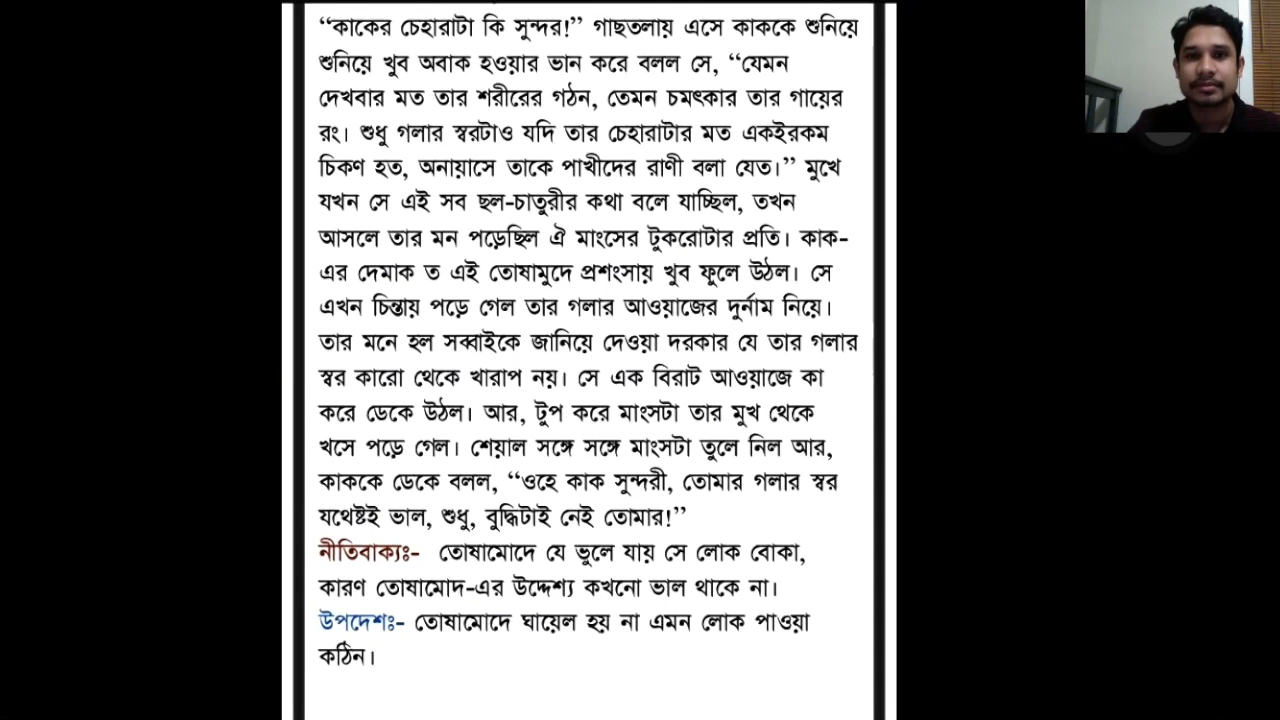 “কাকের চেহারাটা কি সুন্দর!” গাছতলায় এসে কাককে শুনিয়ে
শুনিয়ে খুব অবাক হওয়ার ভান করে বলল সে, “যেমন
দেখবার মত তার শরীরের গঠন, তেমন চমৎকার তার গায়ের
রং। শুধু গলার স্বরটাও যদি তার চেহারাটার মত একইরকম
চিকণ হত, অনায়াসে তাকে পাখীদের রাণী বলা যেত।” মুখে
যখন সে এই সব ছল-চাতুরীর কথা বলে যাচ্ছিল, তখন
আসলে তার মন পড়েছিল ঐ মাংসের টুকরোটার প্রতি। কাক-
এর দেমাক ত এই তোষামুদে প্রশংসায় খুব ফুলে উঠল। সে
এখন চিন্তায় পড়ে গেল তার গলার আওয়াজের দুর্নাম নিয়ে।
তার মনে হল সব্বাইকে জানিয়ে দেওয়া দরকার যে তার গলার
স্বর কারো থেকে খারাপ নয়। সে এক বিরাট আওয়াজে কা
করে ডেকে উঠল। আর, টুপ করে মাংসটা তার মুখ থেকে
খসে পড়ে গেল। শেয়াল সঙ্গে সঙ্গে মাংসটা তুলে নিল আর,
কাককে ডেকে বলল, “ওহে কাক সুন্দরী, তোমার গলার স্বর
যথেষ্টই ভাল, শুধু, বুদ্ধিটাই নেই তোমার!”
নীতিবাক্যঃ- তোষামোদে যে ভুলে যায় সে লোক বোকা,
কারণ তোষামোদ-এর উদ্দেশ্য কখনো ভাল থাকে না।
উপদেশঃ- তোষামোদে ঘায়েল হয় না এমন লোক পাওয়া
কঠিন।